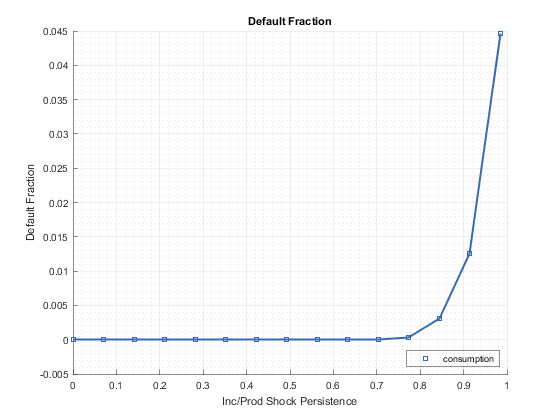 Default Fraction
0.045
0.04
0.035
0.03
0.025
0.02
0.015
0.01
0.005
0
-0.005
Default Fraction
consumption
0 0.1 0.2 0.3 0.4 0.5 0.6 0.7 0.8 0.9 1
Inc/Prod Shock Persistence